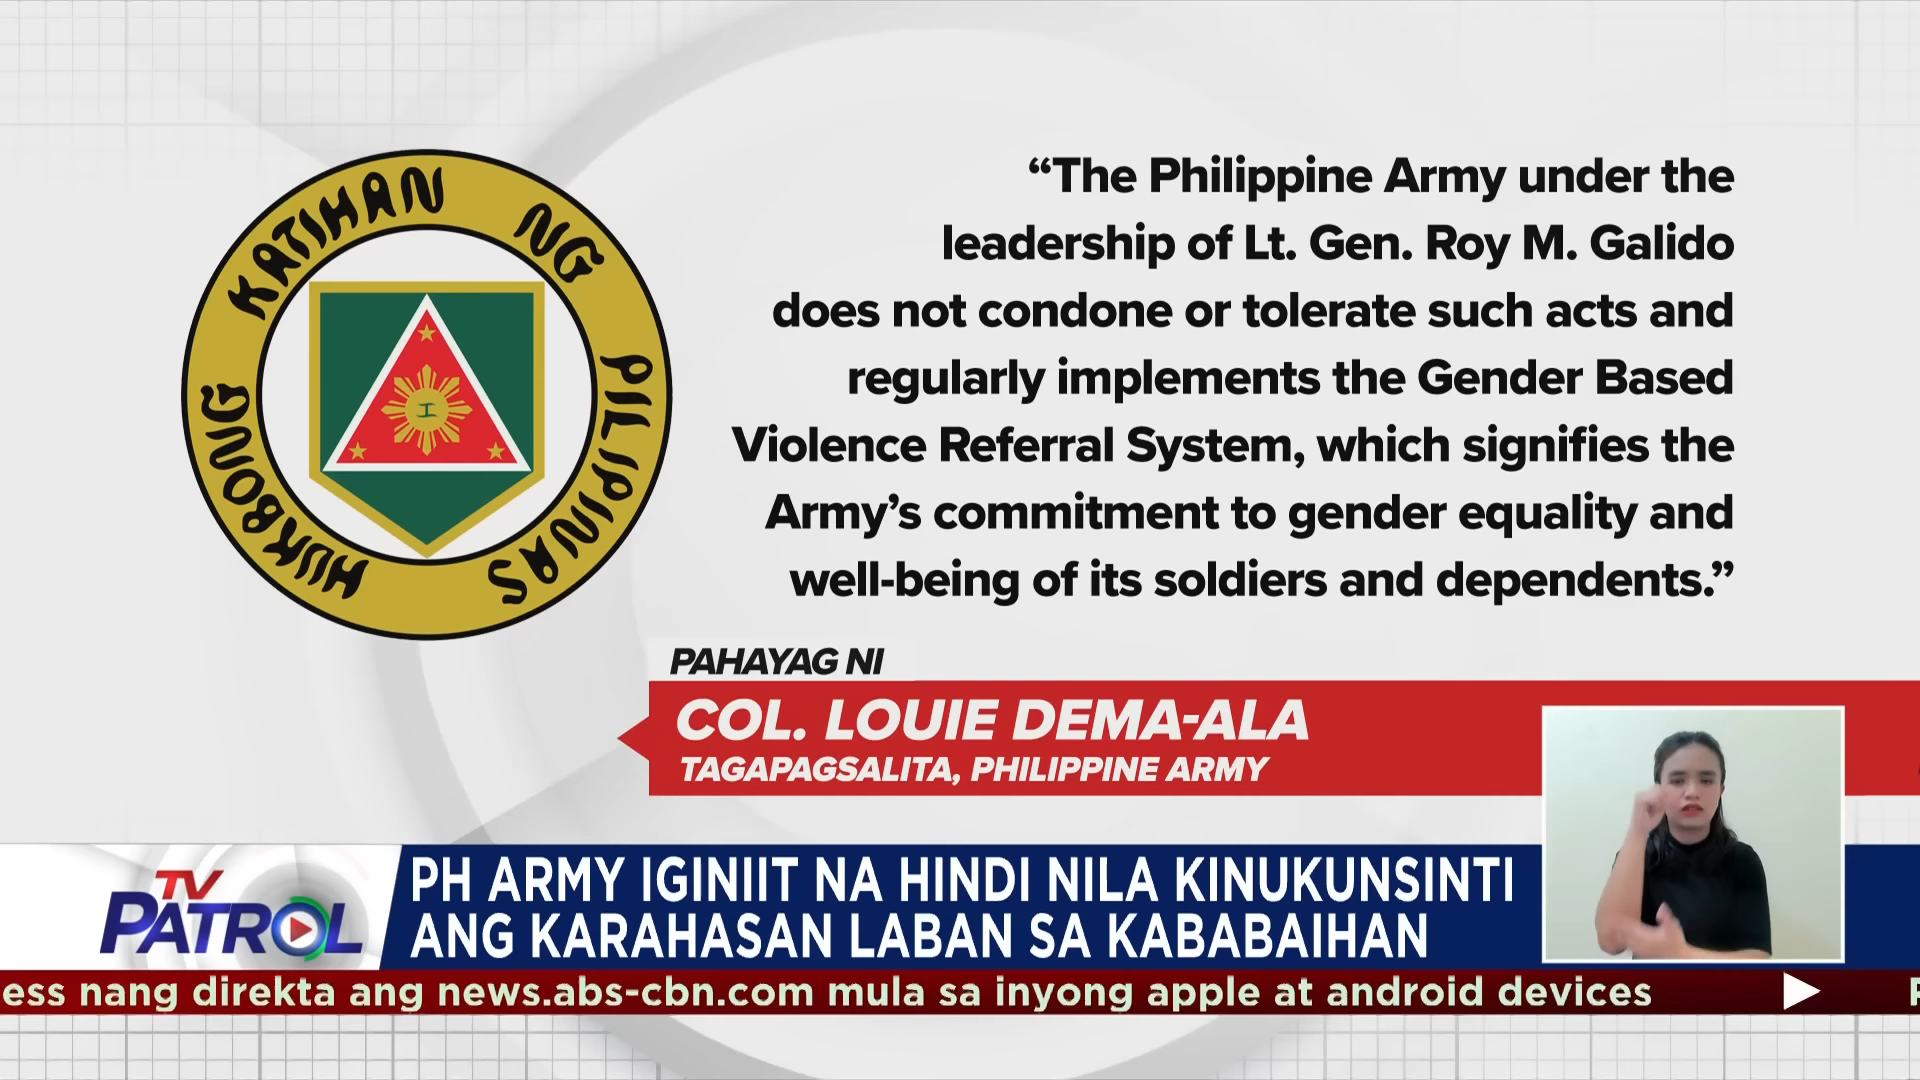 HUKBONG KATIHAN NG PILIPINAS
“The Philippine Army under the
leadership of Lt. Gen. Roy M. Galido
does not condone or tolerate such acts and
regularly implements the Gender Based
Violence Referral System, which signifies the
Army’s commitment to gender equality and
well-being of its soldiers and dependents.”
PAHAYAG NI
COL. LOUIE DEMA-ALA
TAGAPAGSALITA, PHILIPPINE ARMY
TV
PATROL
PH ARMY IGINIIT NA HINDI NILA KINUKUNSINTI
ANG KARAHASAN LABAN SA KABABAIHAN
ess nang direkta ang news.abs-cbn.com mula sa inyong apple at android devices